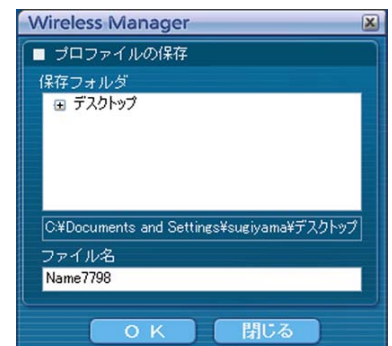 Wireless Manager
プロファイルの保存
保存フォルダ
デスクトップ
C:¥Documents and Settings¥sugiyama¥デスクトップ
ファイル名
Name7798
ＯＫ 閉じる